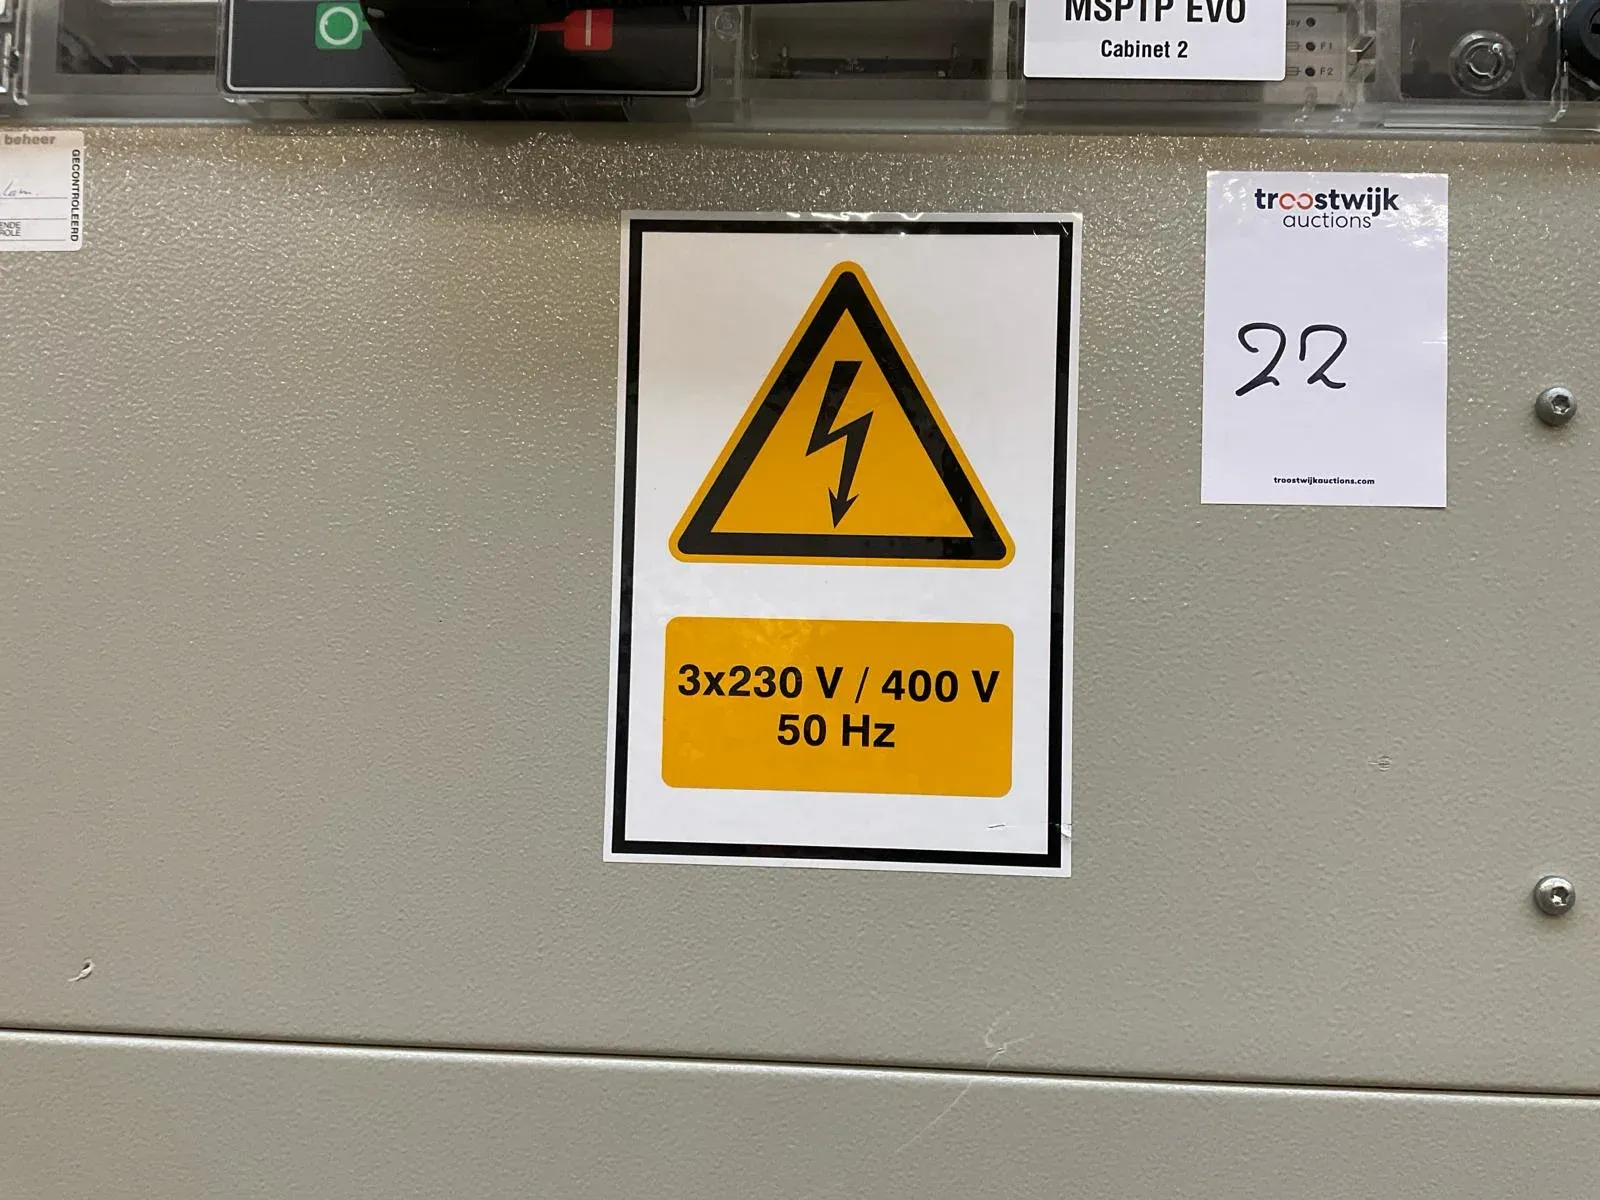 MSPTP EVO
Cabinet 2
F1
F2
beheer
GECONTROLEERD
troostwijk
auctions
22
troostwijkauctions.com
3x230 V / 400 V
50 Hz